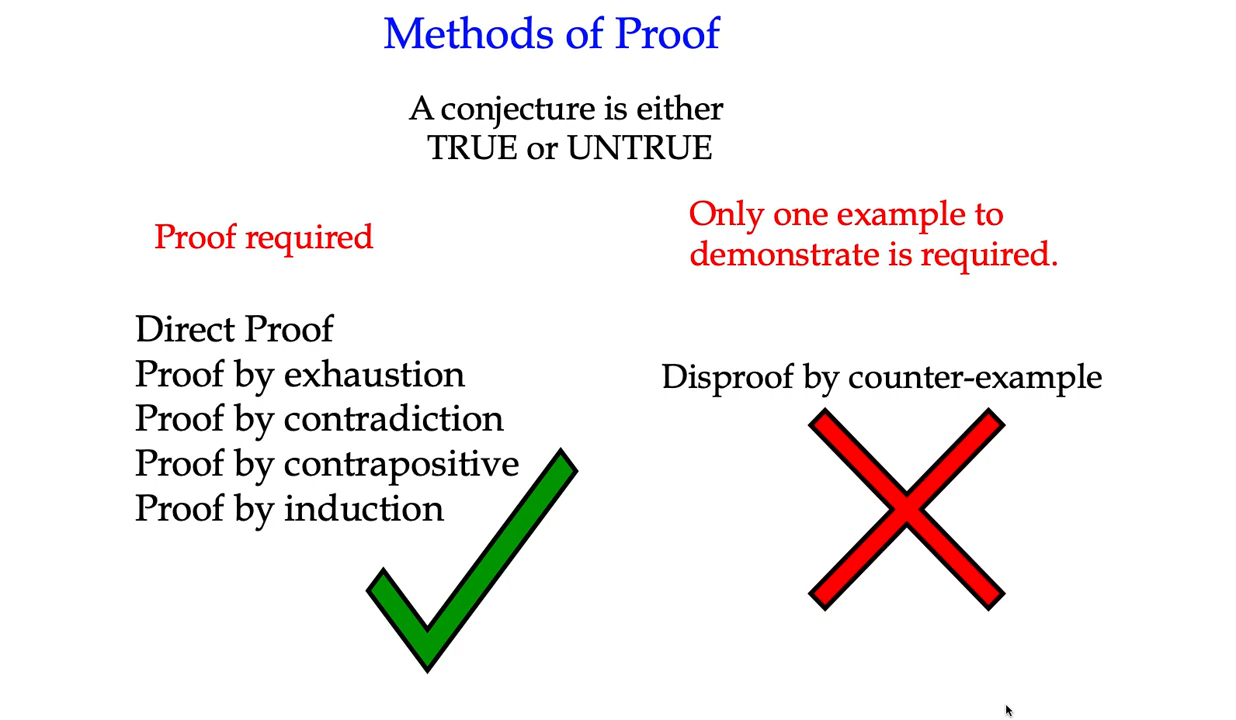 Methods of Proof
A conjecture is either
TRUE or UNTRUE
Proof required
Only one example to
demonstrate is required.
Direct Proof
Proof by exhaustion
Proof by contradiction
Proof by contrapositive
Proof by induction
Disproof by counter-example